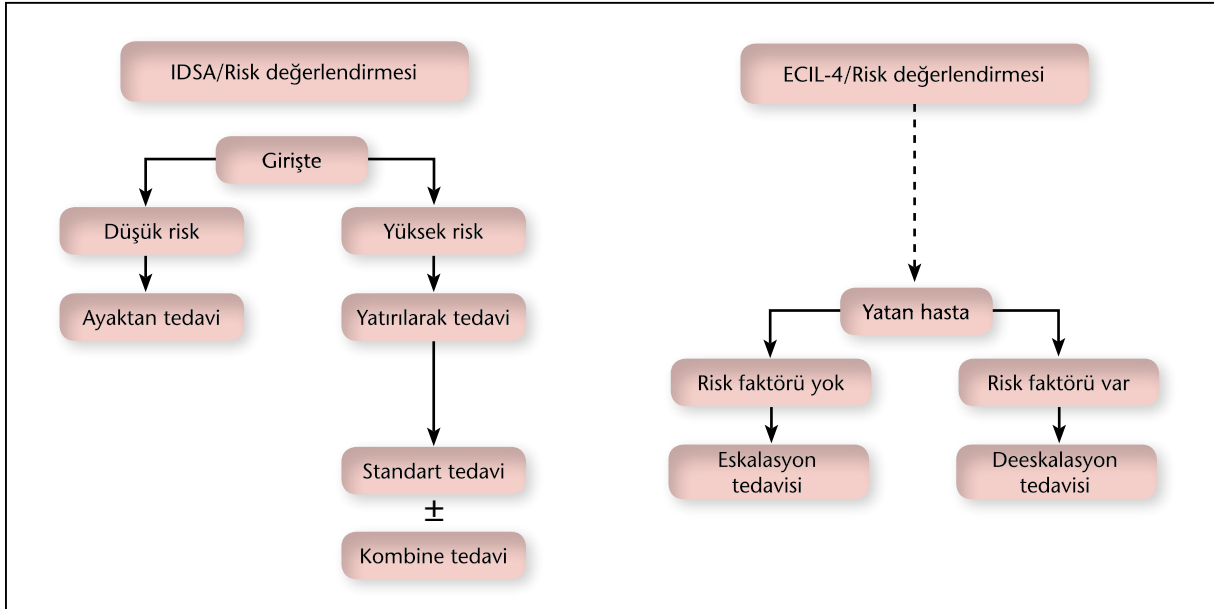 IDSA/Risk değerlendirmesi
Girişte
Düşük risk
Yüksek risk
Ayaktan tedavi
Yatırılarak tedavi
Standart tedavi
±
Kombine tedavi
ECIL-4/Risk değerlendirmesi
Yatan hasta
Risk faktörü yok
Risk faktörü var
Eskalasyon
tedavisi
Deeskalasyon
tedavisi